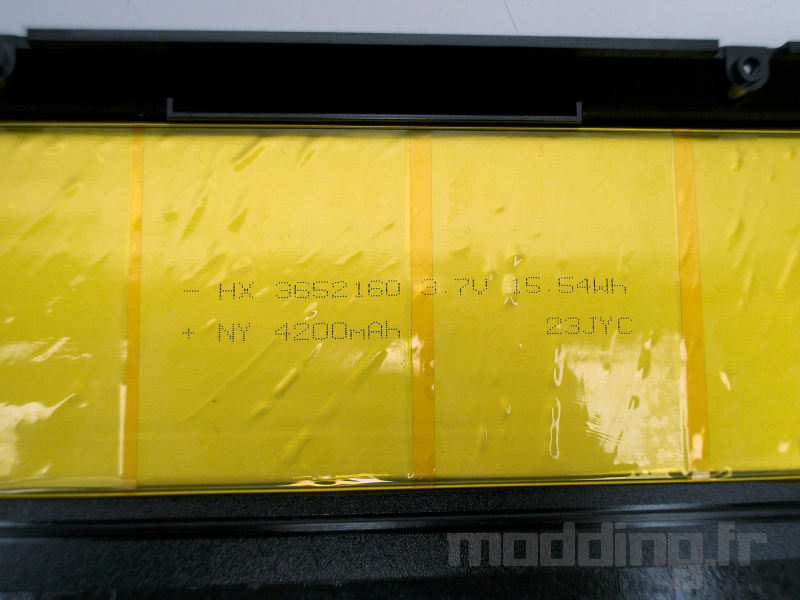 - HX 3652160 3.7V 15.54Wh
+ NY 4200mAh 23JYC
modding.fr